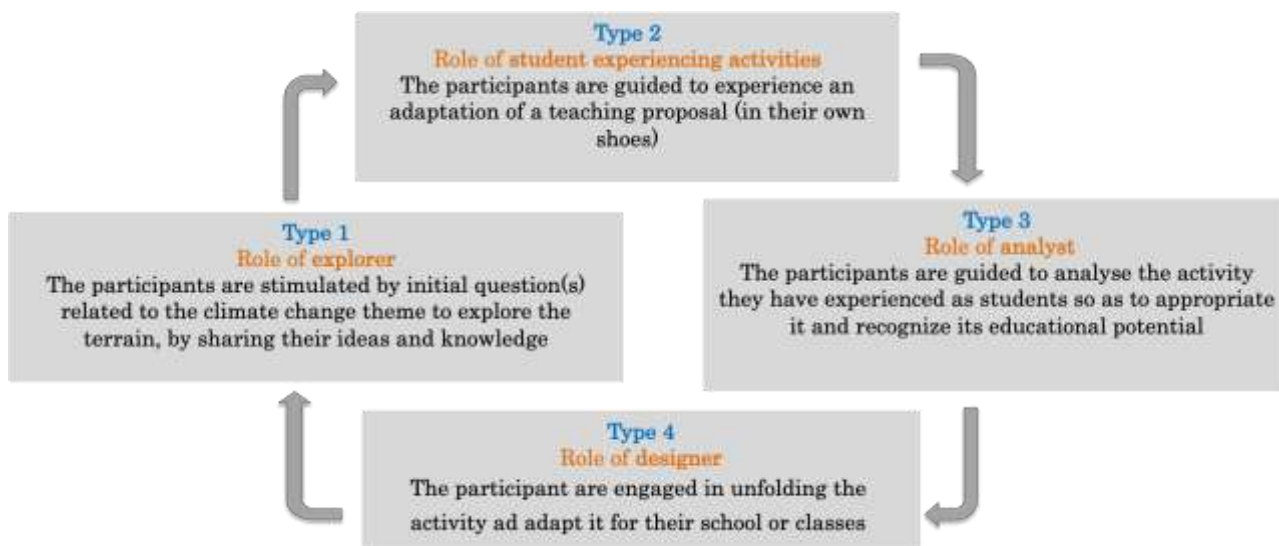 Type 2
Role of student experiencing activities
The participants are guided to experience an
adaptation of a teaching proposal (in their own
shoes)
Type 1
Role of explorer
The participants are stimulated by initial question(s)
related to the climate change theme to explore the
terrain, by sharing their ideas and knowledge
Type 3
Role of analyst
The participants are guided to analyse the activity
they have experienced as students so as to appropriate
it and recognize its educational potential
Type 4
Role of designer
The participant are engaged in unfolding the
activity ad adapt it for their school or classes